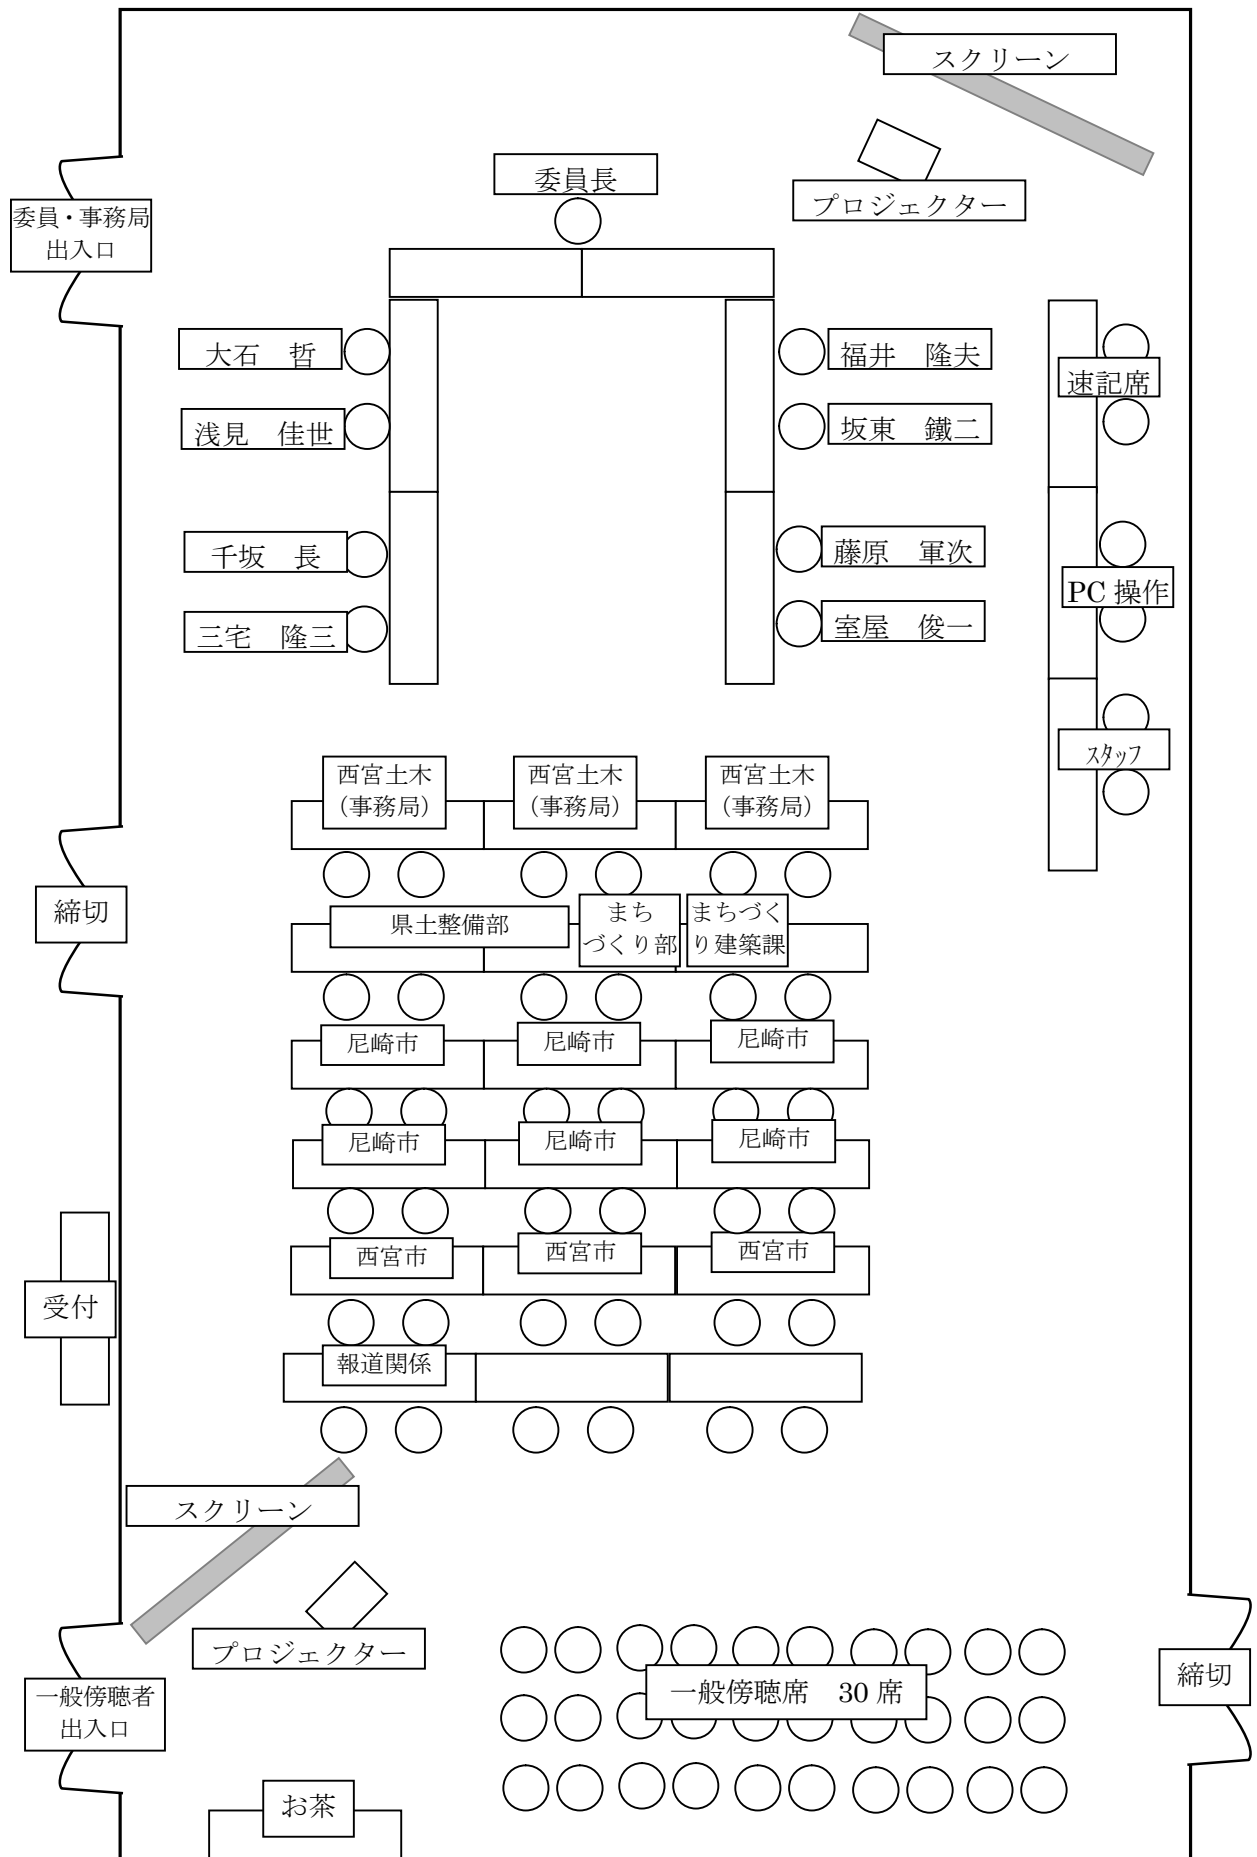 スクリーン
委員長
プロジェクター
委員・事務局
出入口
大石　哲
福井　隆夫
速記席
浅見　佳世
坂東　鐵二
千坂　長
藤原　軍次
PC 操作
三宅　隆三
室屋　俊一
スタッフ
西宮土木
（事務局）
西宮土木
（事務局）
西宮土木
（事務局）
締切
県土整備部
まち
づくり部
まちづく
り建築課
尼崎市
尼崎市
尼崎市
尼崎市
尼崎市
尼崎市
西宮市
西宮市
西宮市
受付
報道関係
スクリーン
プロジェクター
一般傍聴席　30 席
締切
一般傍聴者
出入口
お茶